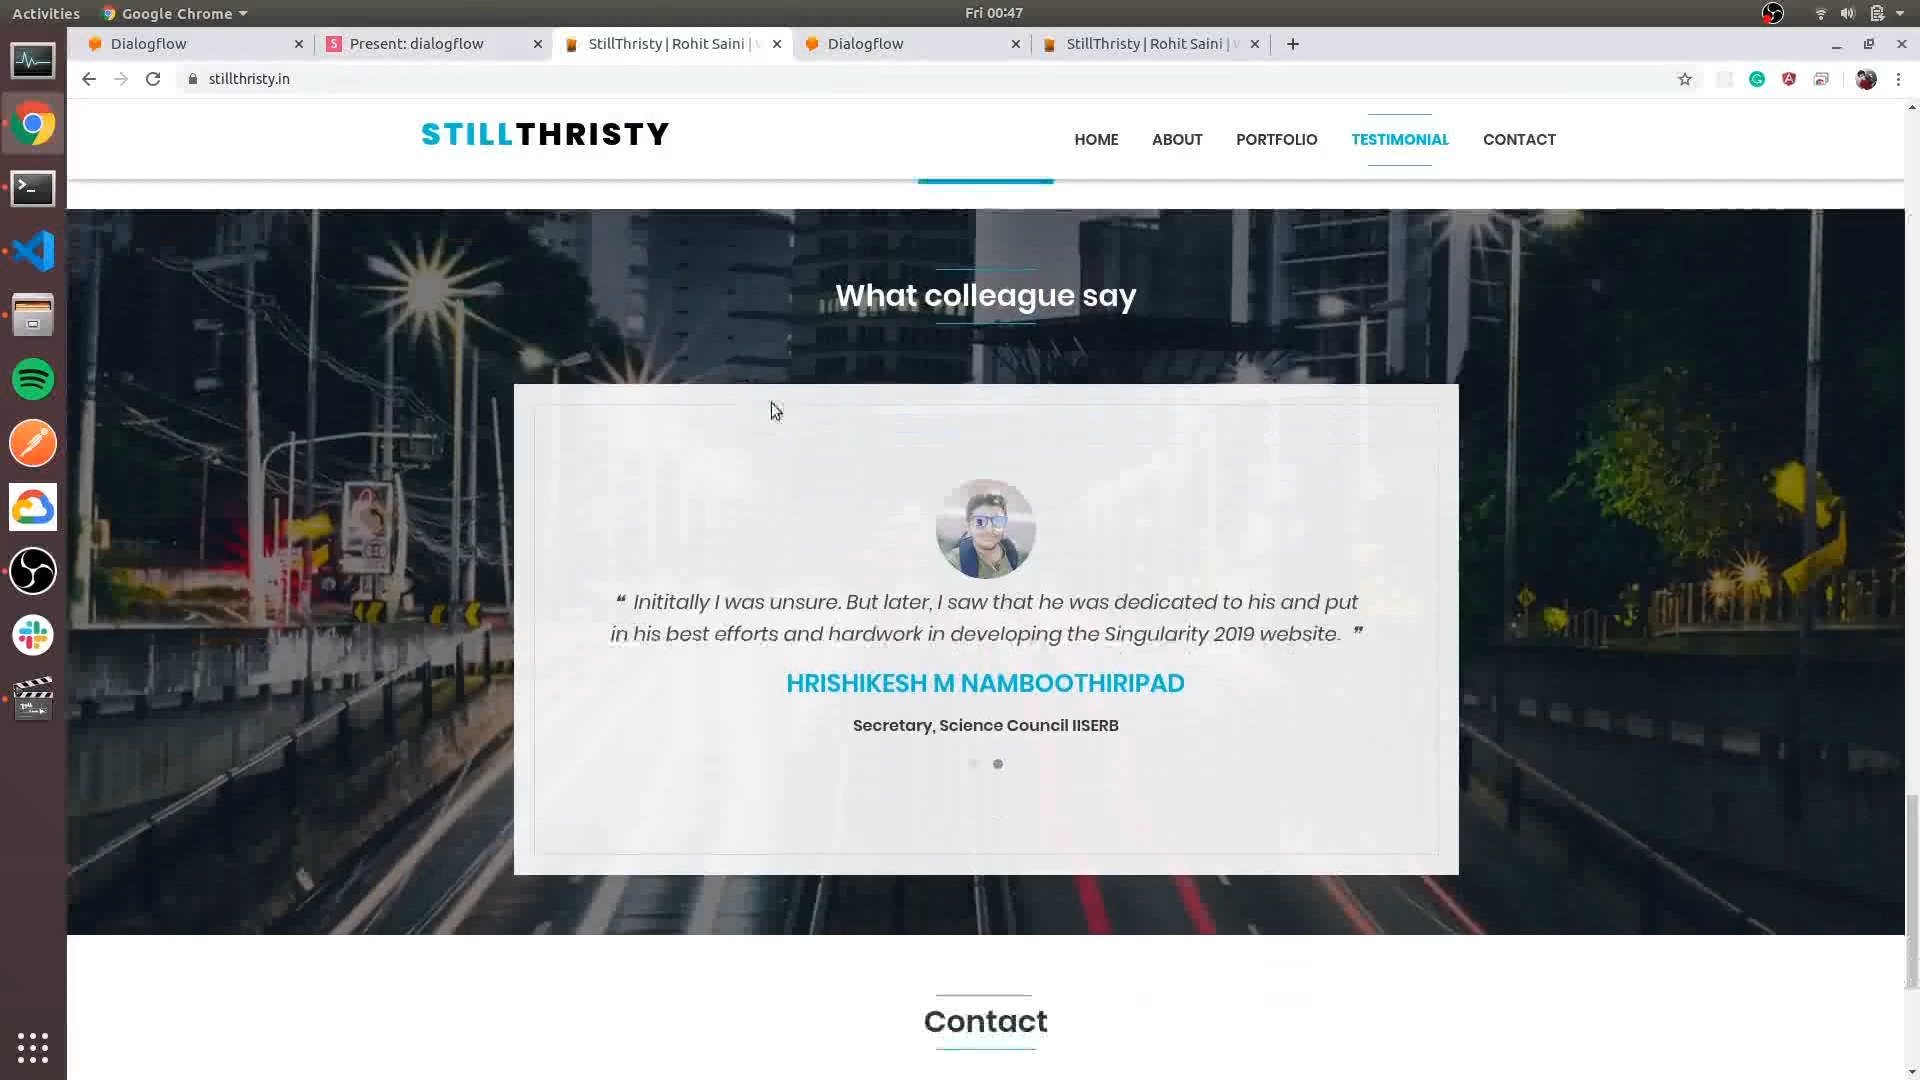 Activities
Google Chrome
Fri 00:47
Dialogflow
Present: dialogflow
StillThristy | Rohit Saini |
Dialogflow
StillThristy | Rohit Saini |
stillthristy.in
STILLTHRISTY
HOME
ABOUT
PORTFOLIO
TESTIMONIAL
CONTACT
What colleague say
❝ Inititally I was unsure. But later, I saw that he was dedicated to his and put
in his best efforts and hardwork in developing the Singularity 2019 website. ❞
HRISHIKESH M NAMBOOTHIRIPAD
Secretary, Science Council IISERB
Contact